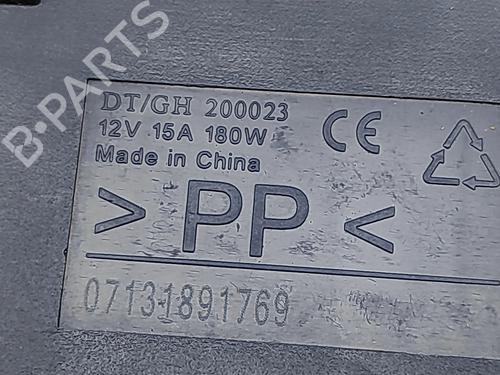 B-PARTS
DT/GH 200023
12V 15A 180W
Made in China
CE
> PP <
07131891769